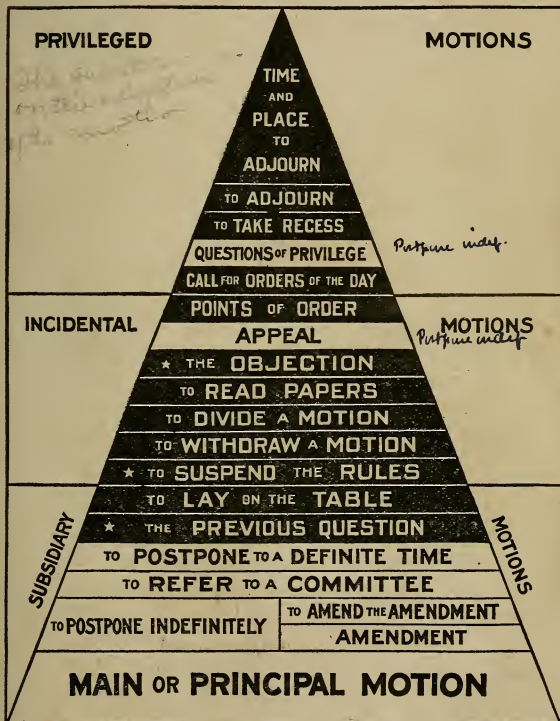 PRIVILEGED MOTIONS
The
on the
motion
TIME
AND
PLACE
TO
ADJOURN
TO ADJOURN
TO TAKE RECESS
QUESTIONS OF PRIVILEGE
Postpone indef.
CALL FOR ORDERS OF THE DAY
POINTS OF ORDER
INCIDENTAL MOTIONS
APPEAL
Postpone indef
★ THE OBJECTION
TO READ PAPERS
TO DIVIDE A MOTION
TO WITHDRAW A MOTION
★ TO SUSPEND THE RULES
TO LAY ON THE TABLE
★ THE PREVIOUS QUESTION
SUBSIDIARY MOTIONS
TO POSTPONE TO A DEFINITE TIME
TO REFER TO A COMMITTEE
TO POSTPONE INDEFINITELY
TO AMEND THE AMENDMENT
AMENDMENT
MAIN OR PRINCIPAL MOTION